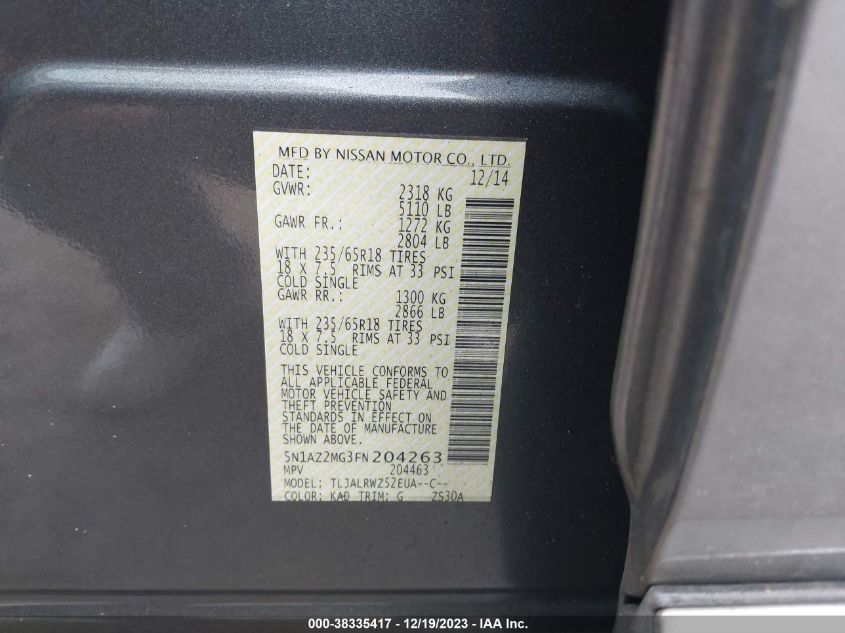 MFD BY NISSAN MOTOR CO., LTD.
DATE: 12/14
GVWR: 2318 KG
5110 LB
GAWR FR.: 1272 KG
2804 LB
WITH 235/65R18 TIRES
18 X 7.5 RIMS AT 33 PSI
COLD SINGLE
GAWR RR.: 1300 KG
2866 LB
WITH 235/65R18 TIRES
18 X 7.5 RIMS AT 33 PSI
COLD SINGLE
THIS VEHICLE CONFORMS TO
ALL APPLICABLE FEDERAL
MOTOR VEHICLE SAFETY AND
THEFT PREVENTION
STANDARDS IN EFFECT ON
THE DATE OF MANUFACTURE
SHOWN ABOVE.
5N1AZ2MG3FN204263
MPV 204463
MODEL: TLJALRWZ52EUA--C--
COLOR: KAD TRIM: G Z530A
000-38335417 - 12/19/2023 - IAA Inc.